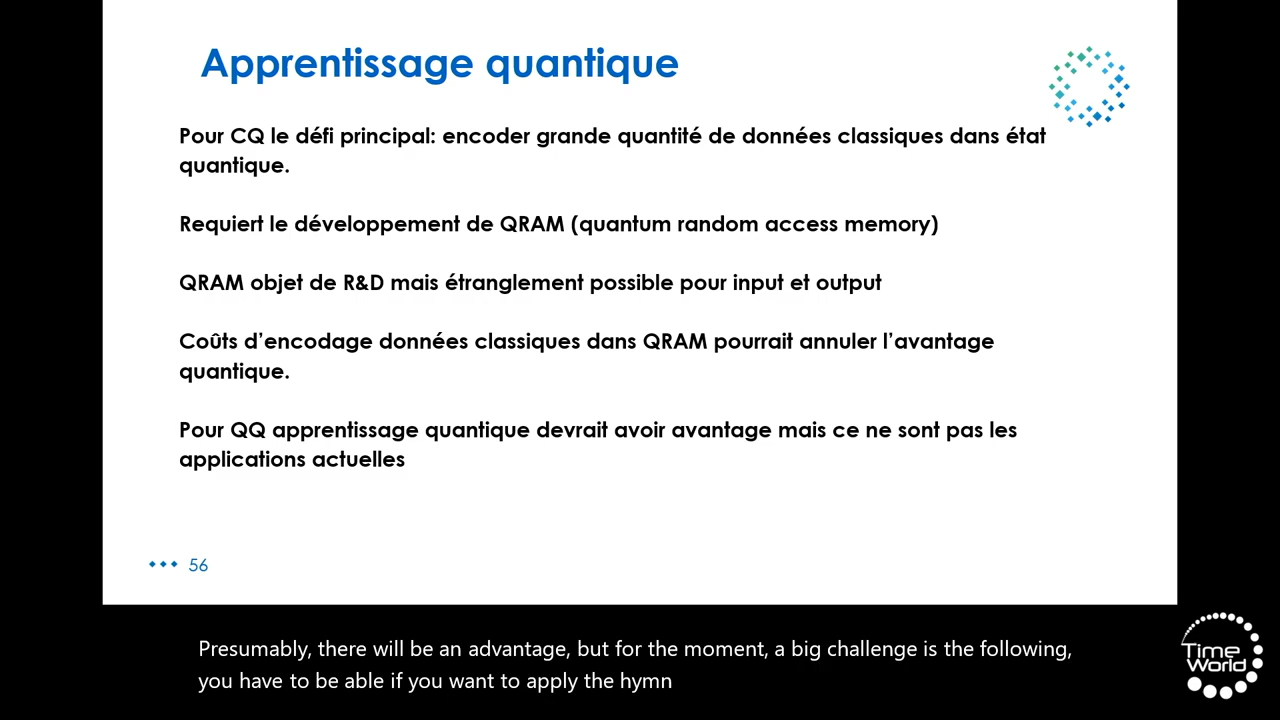 Apprentissage quantique
Pour CQ le défi principal: encoder grande quantité de données classiques dans état
quantique.
Requiert le développement de QRAM (quantum random access memory)
QRAM objet de R&D mais étranglement possible pour input et output
Coûts d’encodage données classiques dans QRAM pourrait annuler l’avantage
quantique.
Pour QQ apprentissage quantique devrait avoir avantage mais ce ne sont pas les
applications actuelles
56
Presumably, there will be an advantage, but for the moment, a big challenge is the following,
you have to be able if you want to apply the hymn
Time
World